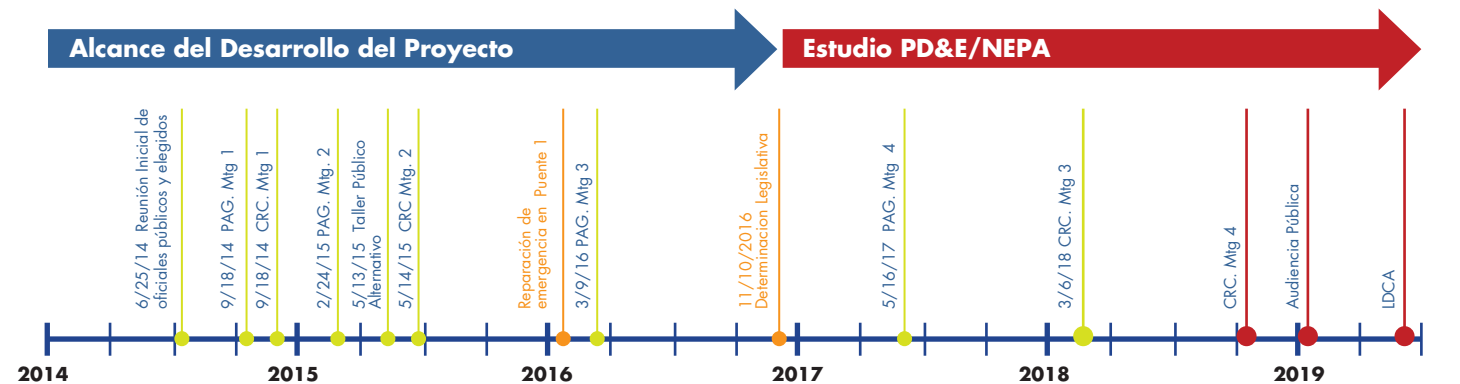 Alcance del Desarrollo del Proyecto
Estudio PD&E/NEPA
6/25/14 Reunión Inicial de
oficiales públicos y elegidos
9/18/14 PAG. Mtg 1
9/18/14 CRC. Mtg 1
2/24/15 PAG. Mtg. 2
5/13/15 Taller Público
Alternativo
5/14/15 CRC Mtg. 2
Reparación de
emergencia en Puente 1
3/9/16 PAG. Mtg 3
11/10/2016
Determinacion Legislativa
5/16/17 PAG. Mtg 4
3/6/18 CRC. Mtg 3
CRC. Mtg 4
Audiencia Pública
LDCA
2014
2015
2016
2017
2018
2019